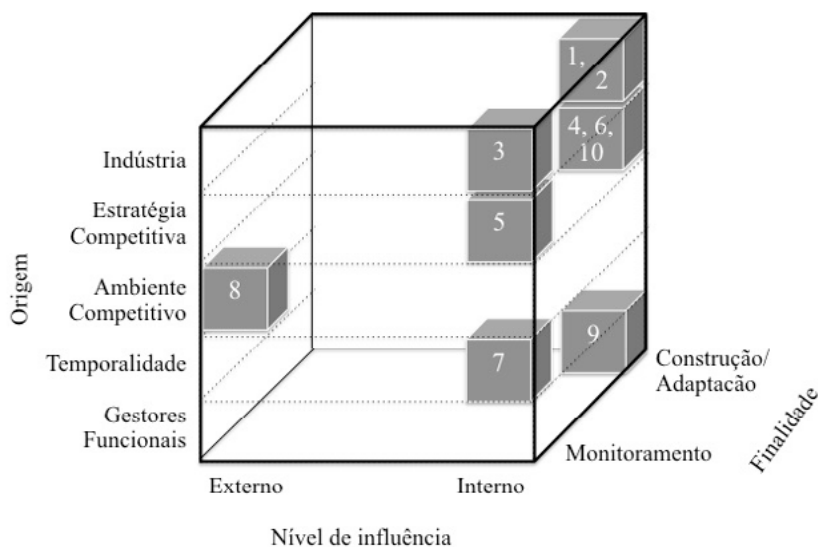 1,
2
4, 6,
10
3
Indústria
5
Estratégia
Competitiva
8
Ambiente
Competitivo
Origem
9
7
Temporalidade
Construção/
Adaptacão
Gestores
Funcionais
Finalidade
Monitoramento
Externo
Interno
Nível de influência